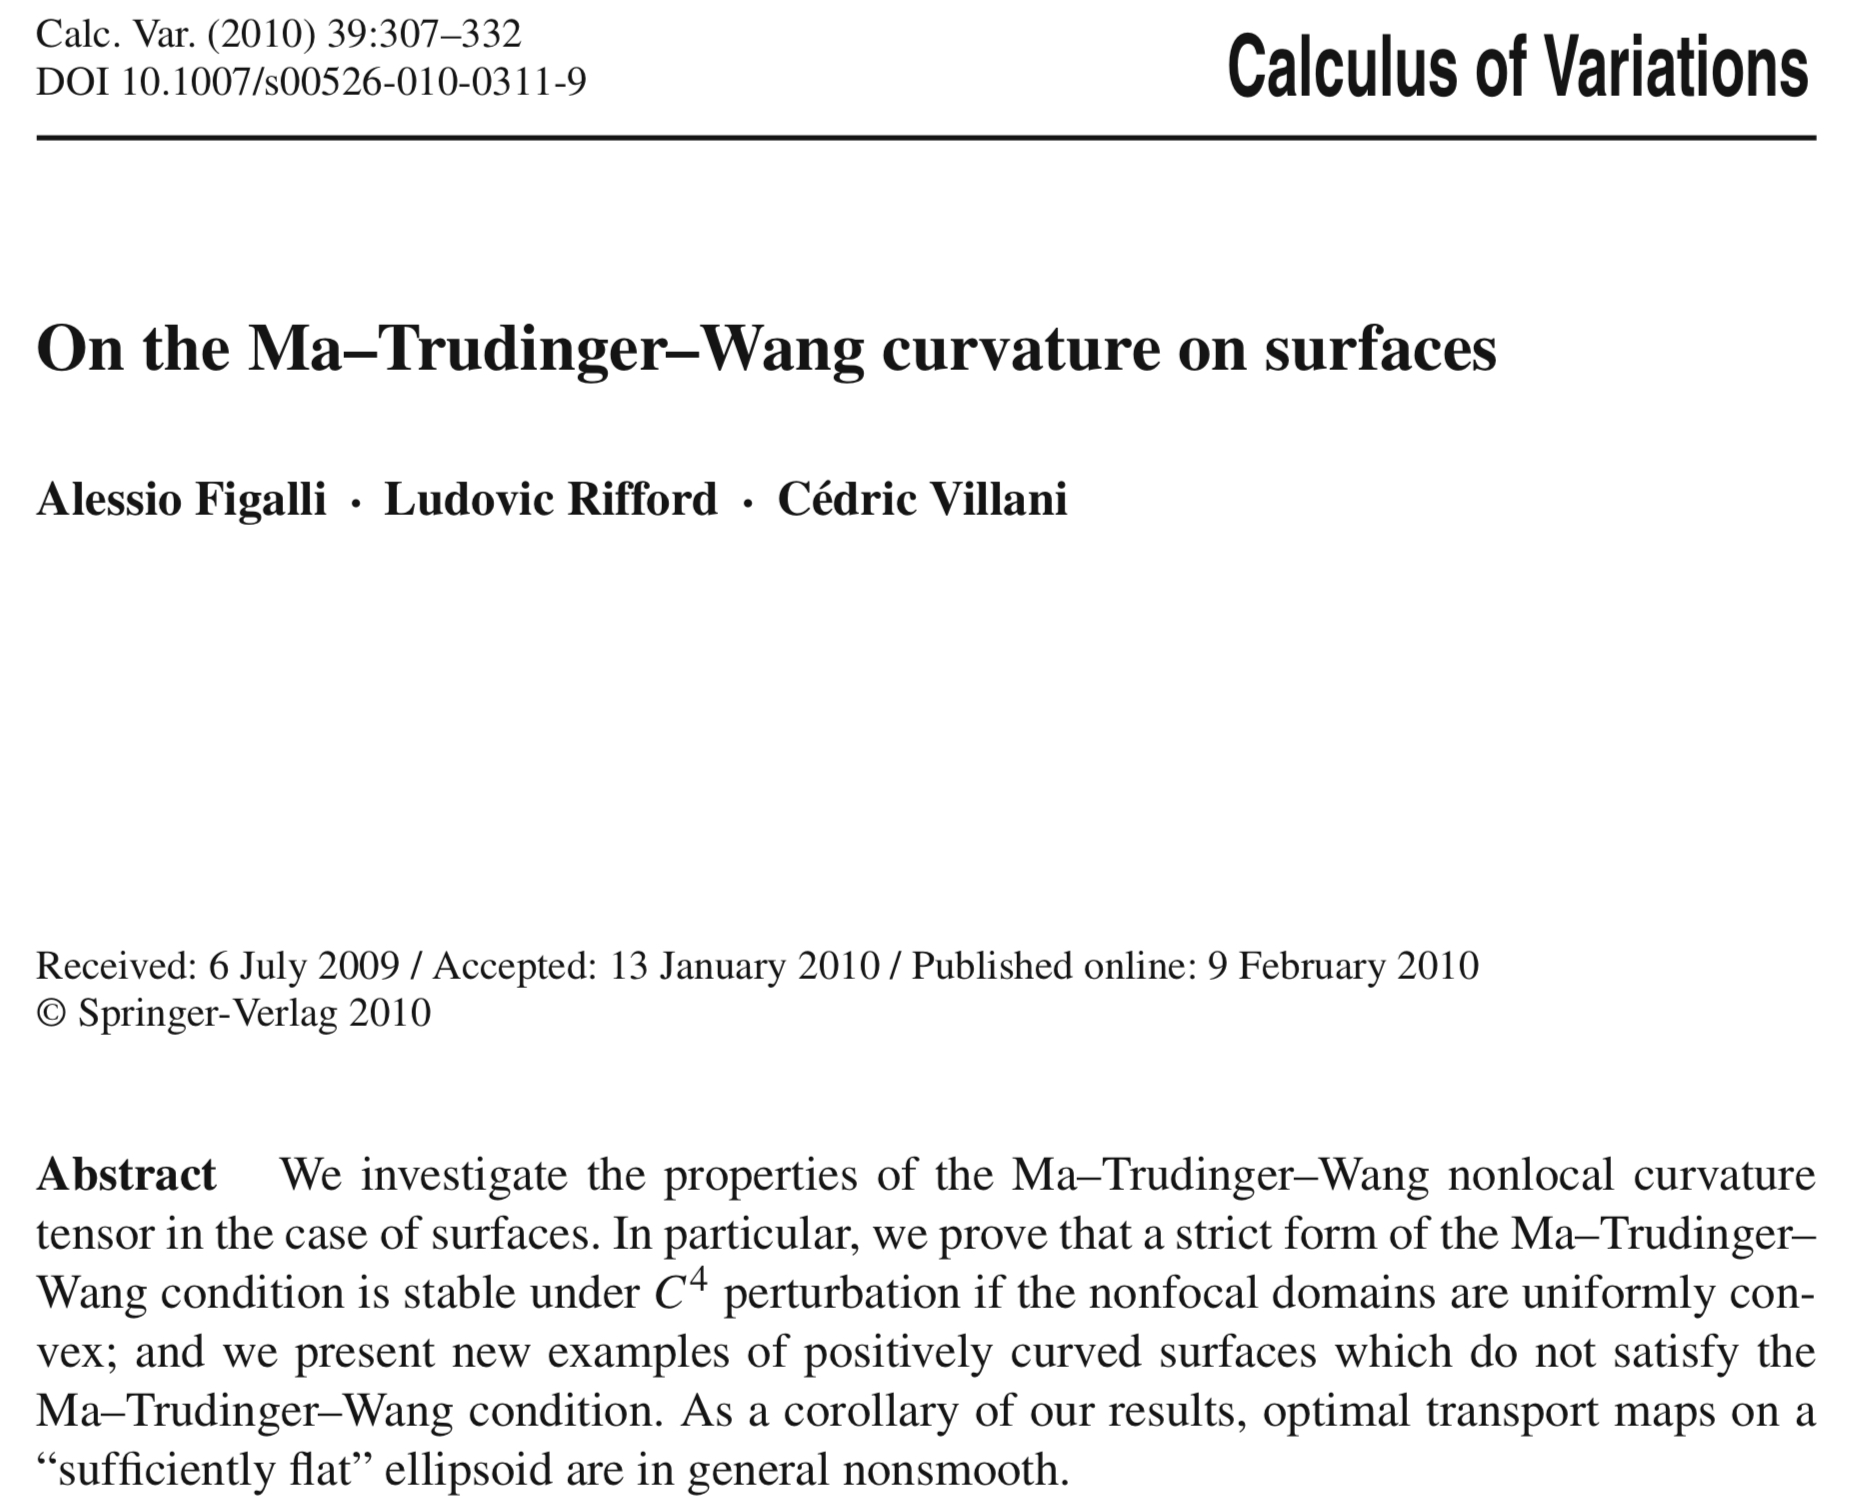 Calc. Var. (2010) 39:307–332
DOI 10.1007/s00526-010-0311-9
Calculus of Variations
On the Ma–Trudinger–Wang curvature on surfaces
Alessio Figalli · Ludovic Rifford · Cédric Villani
Received: 6 July 2009 / Accepted: 13 January 2010 / Published online: 9 February 2010
© Springer-Verlag 2010
Abstract We investigate the properties of the Ma–Trudinger–Wang nonlocal curvature
tensor in the case of surfaces. In particular, we prove that a strict form of the Ma–Trudinger–
Wang condition is stable under C⁴ perturbation if the nonfocal domains are uniformly con-
vex; and we present new examples of positively curved surfaces which do not satisfy the
Ma–Trudinger–Wang condition. As a corollary of our results, optimal transport maps on a
“sufficiently flat” ellipsoid are in general nonsmooth.